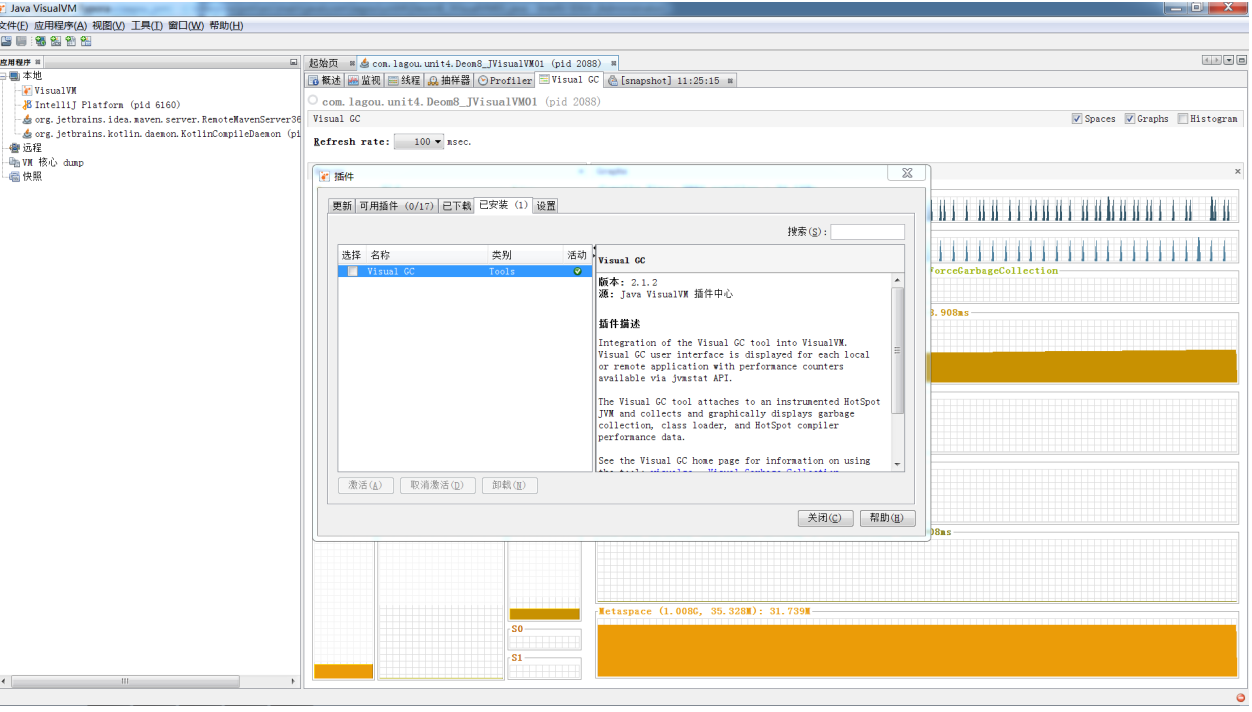 Java VisualVM
文件(F) 应用程序(A) 视图(V) 工具(T) 窗口(W) 帮助(H)
应用程序
本地
VisualVM
IntelliJ Platform (pid 6160)
org.jetbrains.idea.maven.server.RemoteMavenServer36
org.jetbrains.kotlin.daemon.KotlinCompileDaemon (pi
远程
VM 核心 dump
快照
起始页 com.lagou.unit4.Deom8_JVisualVM01 (pid 2088)
概述 监视 线程 抽样器 Profiler Visual GC [snapshot] 11:25:15
com.lagou.unit4.Deom8_JVisualVM01 (pid 2088)
Visual GC Spaces Graphs Histogram
Refresh rate: 100 msec.
Graphs
插件
更新 可用插件 (0/17) 已下载 已安装 (1) 设置
搜索(S):
选择 名称 类别 活动
Visual GC Tools
Visual GC
版本: 2.1.2
源: Java VisualVM 插件中心
插件描述
Integration of the Visual GC tool into VisualVM.
Visual GC user interface is displayed for each local
or remote application with performance counters
available via jvmstat API.
The Visual GC tool attaches to an instrumented HotSpot
JVM and collects and graphically displays garbage
collection, class loader, and HotSpot compiler
performance data.
See the Visual GC home page for information on using
激活(A) 取消激活(D) 卸载(U)
关闭(C) 帮助(H)
ForceGarbageCollection
3.908ms
08ms
Metaspace (1.008G, 35.328M): 31.739M
S0
S1